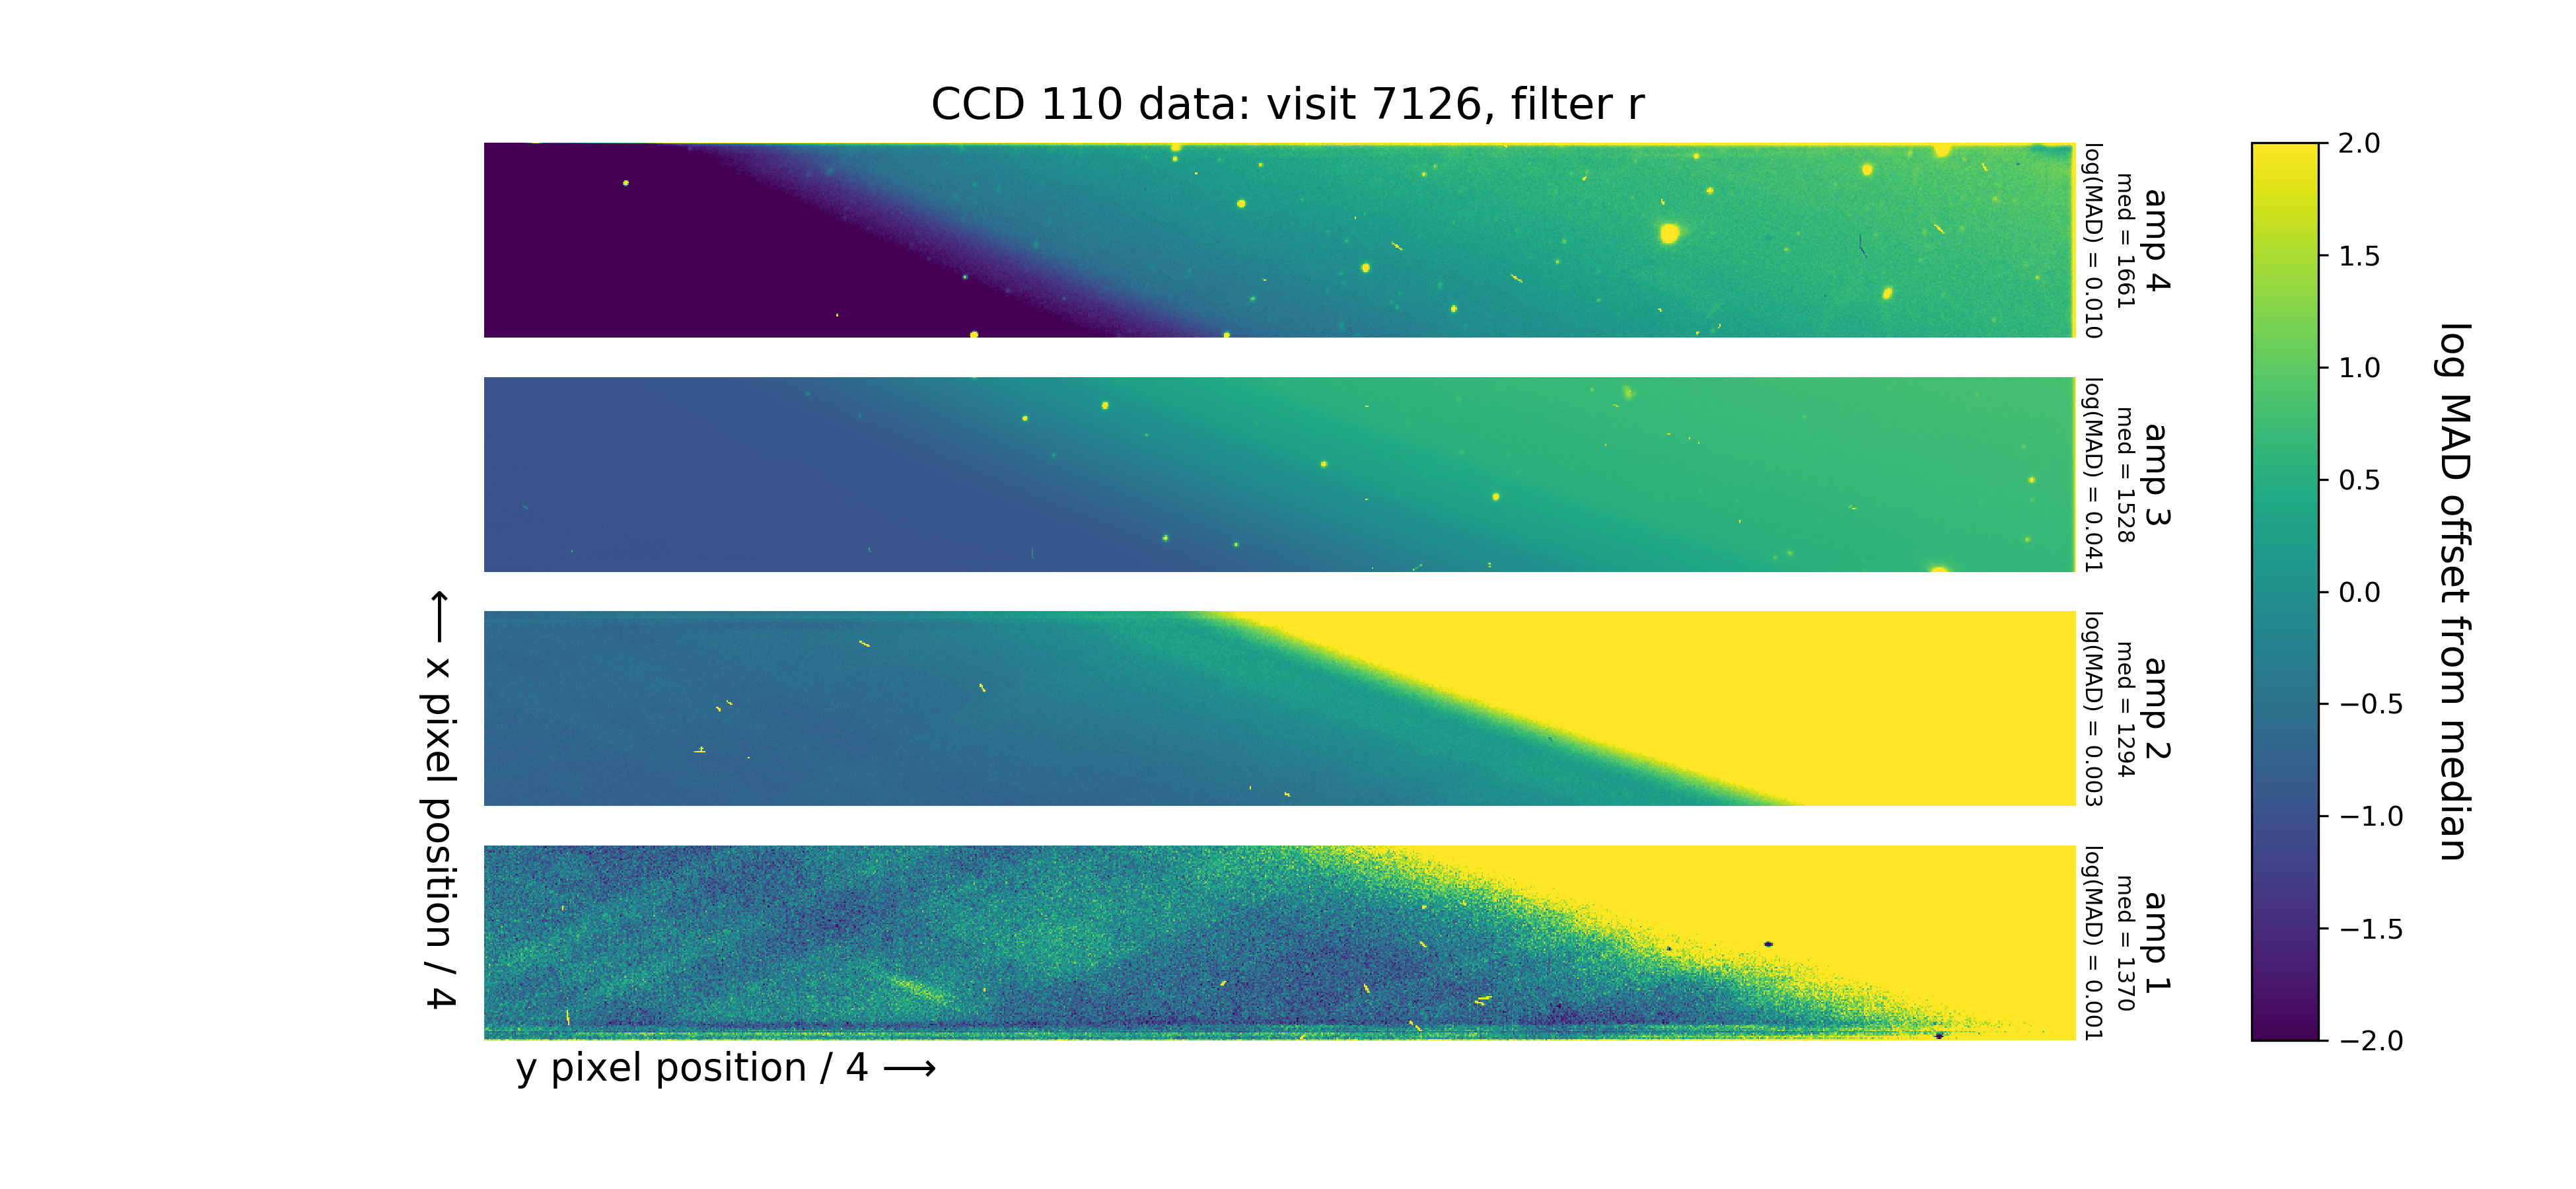 CCD 110 data: visit 7126, filter r
amp 4
med = 1661
log(MAD) = 0.010
amp 3
med = 1528
log(MAD) = 0.041
amp 2
med = 1294
log(MAD) = 0.003
amp 1
med = 1370
log(MAD) = 0.001
⟵ x pixel position / 4
y pixel position / 4 ⟶
2.0
1.5
1.0
0.5
0.0
−0.5
−1.0
−1.5
−2.0
log MAD offset from median